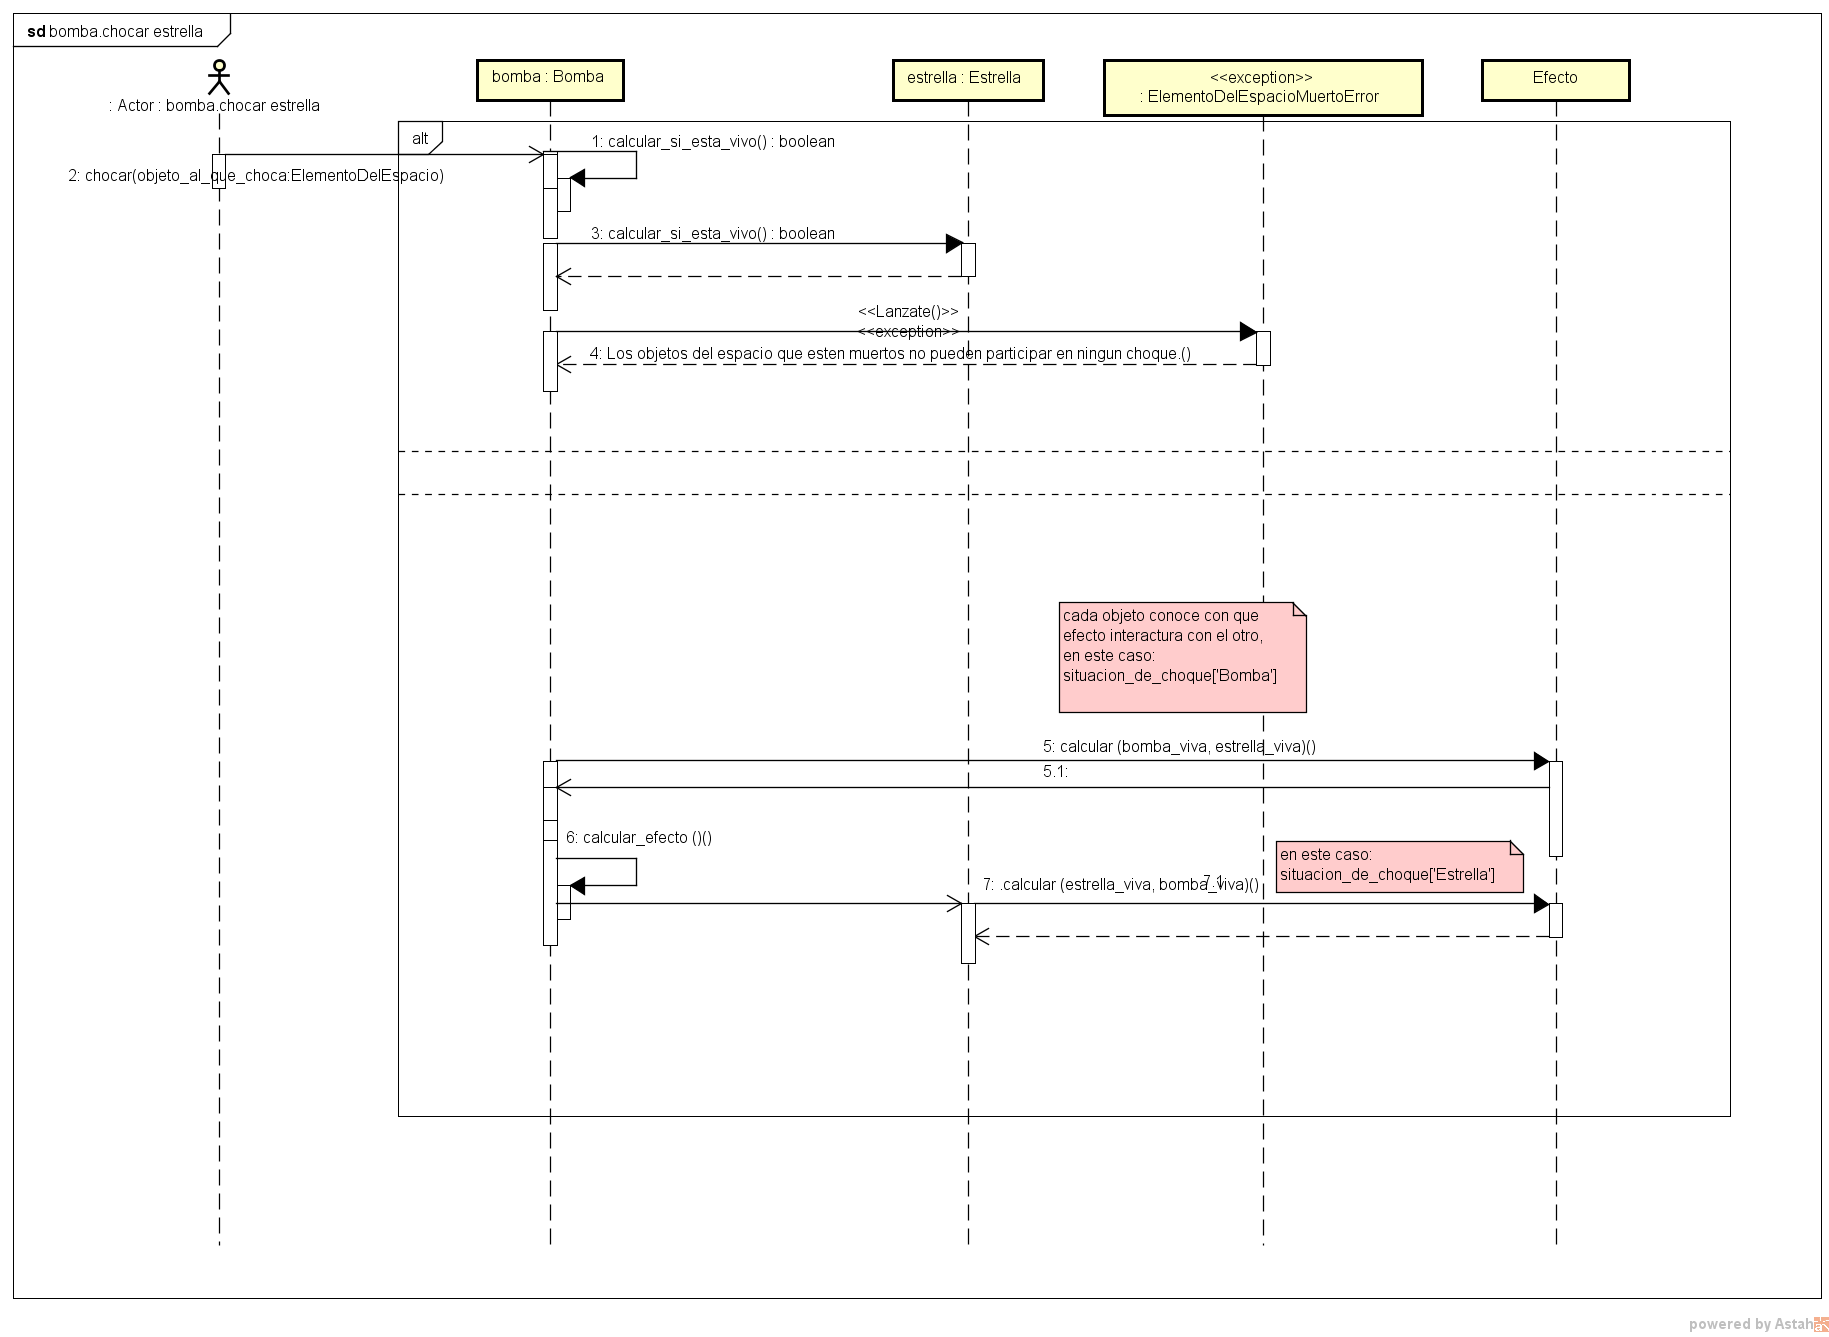 sd bomba.chocar estrella
: Actor : bomba.chocar estrella
bomba : Bomba
estrella : Estrella
<<exception>>
: ElementoDelEspacioMuertoError
Efecto
alt
1: calcular_si_esta_vivo() : boolean
2: chocar(objeto_al_que_choca:ElementoDelEspacio)
3: calcular_si_esta_vivo() : boolean
<<Lanzate()>>
<<exception>>
4: Los objetos del espacio que esten muertos no pueden participar en ningun choque.()
cada objeto conoce con que
efecto interactura con el otro,
en este caso:
situacion_de_choque['Bomba']
5: calcular (bomba_viva, estrella_viva)()
5.1:
6: calcular_efecto ()()
en este caso:
situacion_de_choque['Estrella']
7: .calcular (estrella_viva, bomba_viva)()
7.1:
powered by Astah